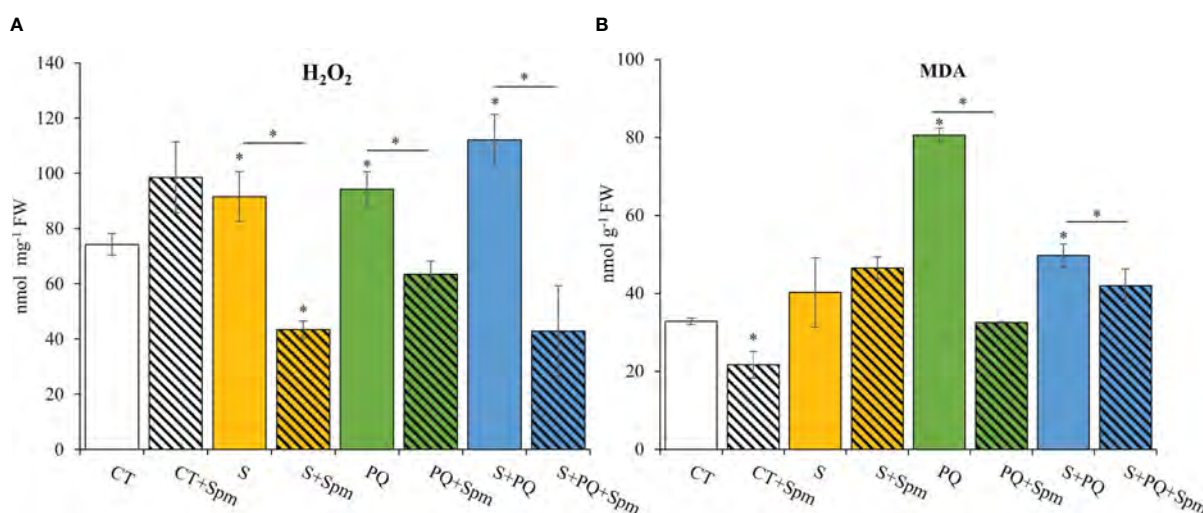 A
H₂O₂
nmol mg⁻¹ FW
140
120
100
80
60
40
20
0
*
*
*
*
*
*
*
CT
CT+Spm
S
S+Spm
PQ
PQ+Spm
S+PQ
S+PQ+Spm
B
MDA
nmol g⁻¹ FW
100
80
60
40
20
0
*
*
*
*
*
CT
CT+Spm
S
S+Spm
PQ
PQ+Spm
S+PQ
S+PQ+Spm